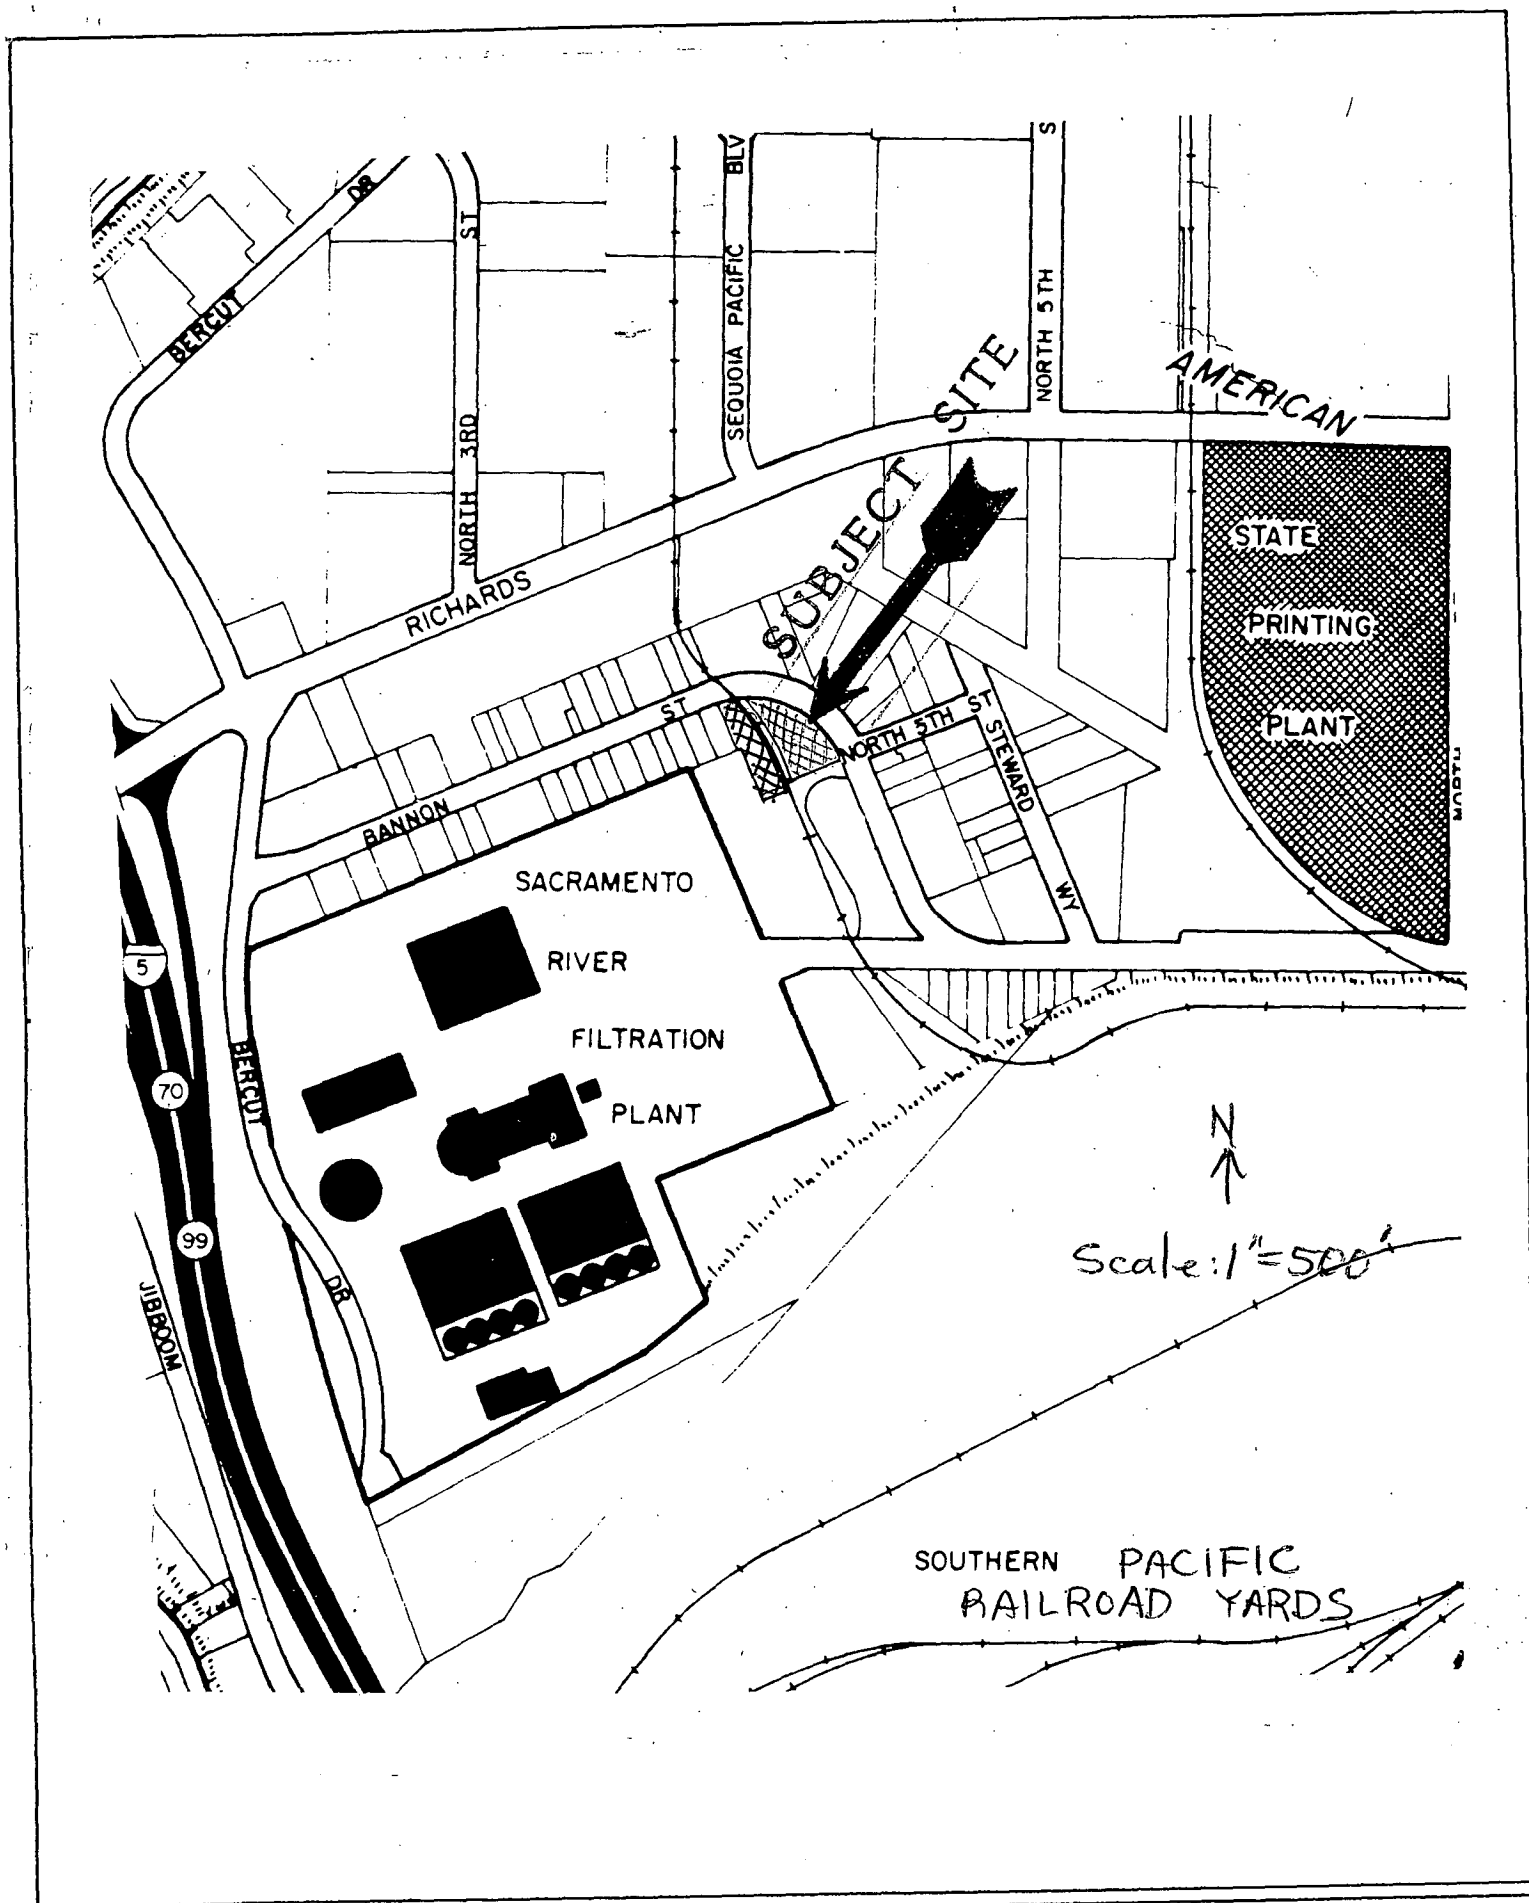 BERCUT DR
NORTH 3RD ST
SEQUOIA PACIFIC BLV
NORTH 5TH S
AMERICAN
SUBJECT SITE
RICHARDS
STATE
PRINTING
PLANT
NORTH
BANNON ST
NORTH 5TH ST
STEWARD WY
SACRAMENTO
RIVER
FILTRATION
PLANT
5
70
99
BERCUT DR
JIBBOOM
N
Scale: 1"=500'
SOUTHERN PACIFIC
RAILROAD YARDS